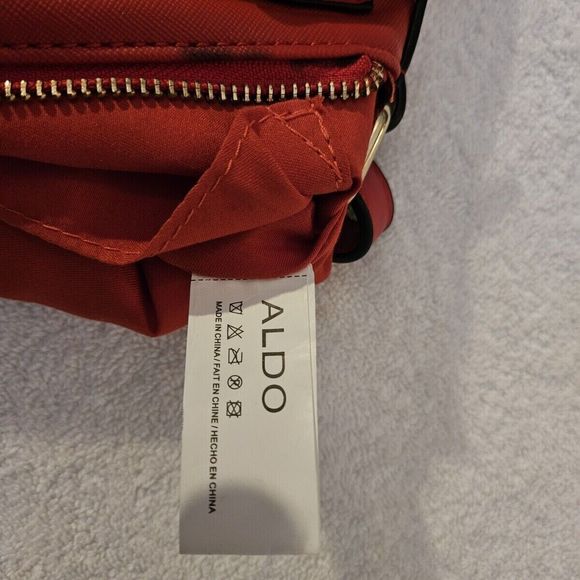 ALDO
MADE IN CHINA / FAIT EN CHINE / HECHO EN CHINA